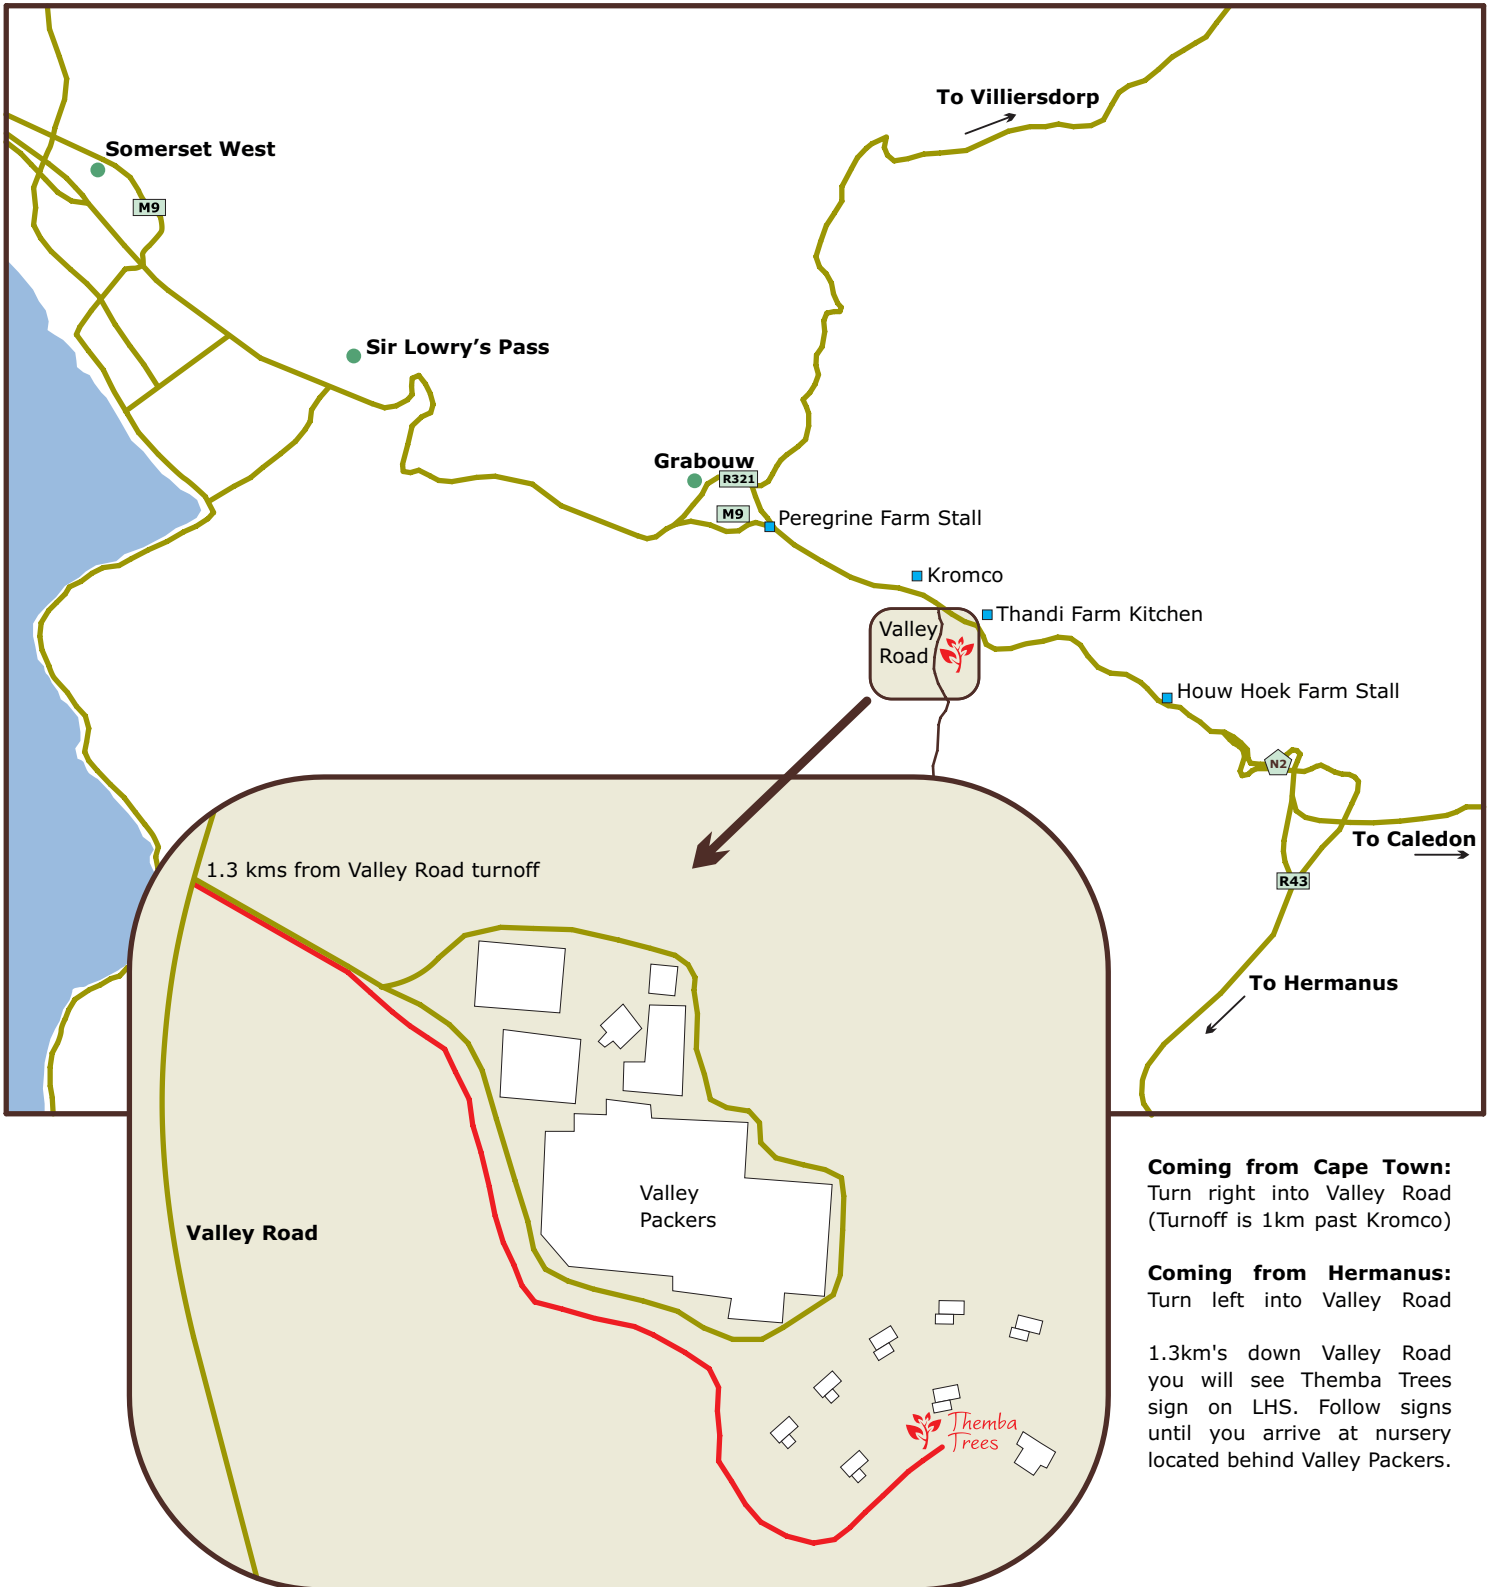 To Villiersdorp
Somerset West
M9
Sir Lowry’s Pass
Grabouw
R321
M9
Peregrine Farm Stall
Kromco
Thandi Farm Kitchen
Valley
Road
Houw Hoek Farm Stall
N2
To Caledon
R43
To Hermanus
1.3 kms from Valley Road turnoff
Valley
Packers
Valley Road
Themba
Trees
Coming from Cape Town:
Turn right into Valley Road
(Turnoff is 1km past Kromco)
Coming from Hermanus:
Turn left into Valley Road
1.3km's down Valley Road
you will see Themba Trees
sign on LHS. Follow signs
until you arrive at nursery
located behind Valley Packers.